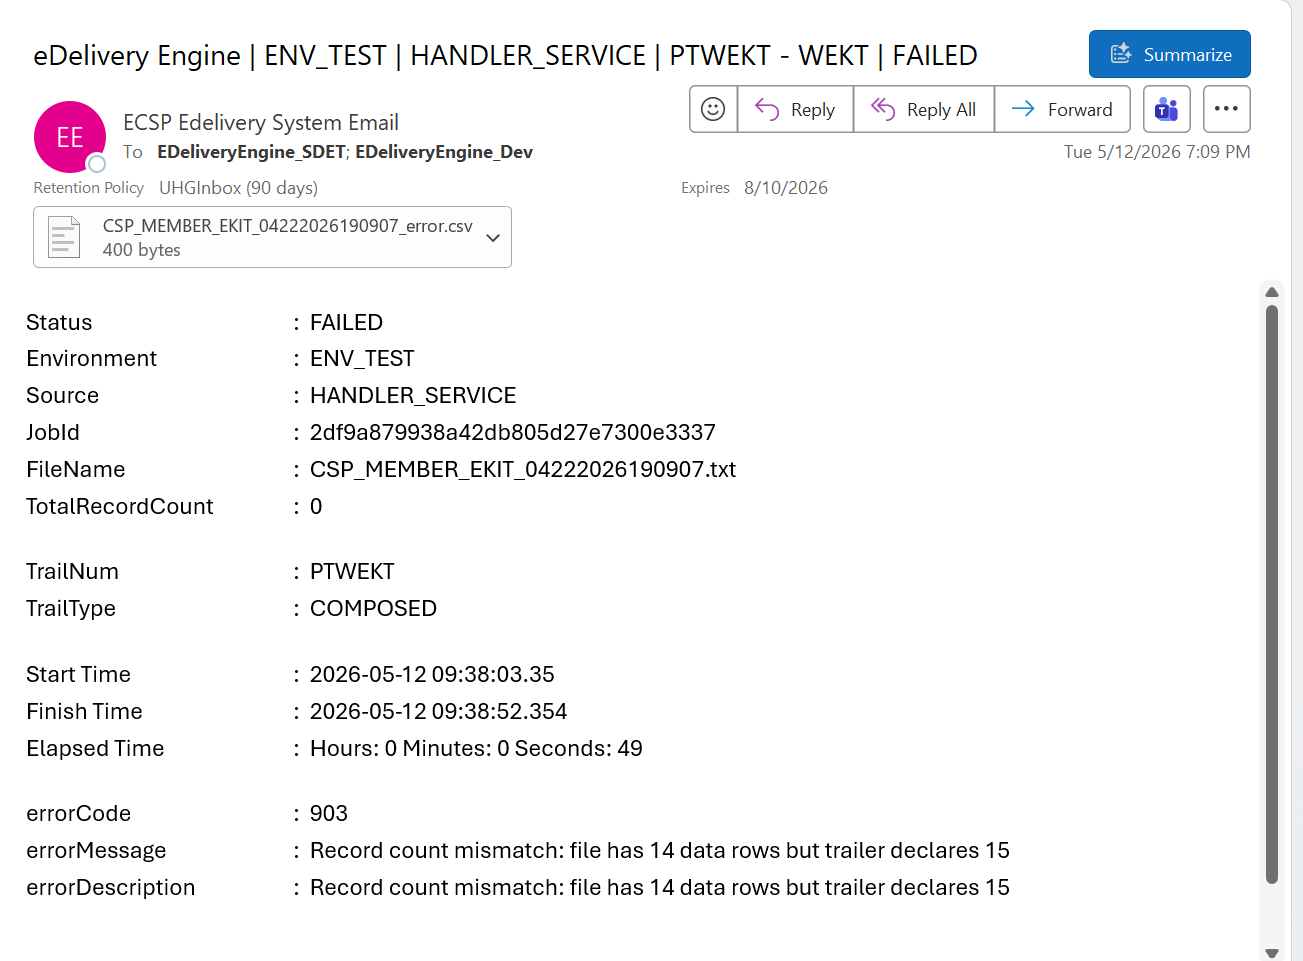 eDelivery Engine | ENV_TEST | HANDLER_SERVICE | PTWEKT - WEKT | FAILED
Summarize
EE
ECSP Edelivery System Email
Reply
Reply All
Forward
To EDeliveryEngine_SDET; EDeliveryEngine_Dev
Tue 5/12/2026 7:09 PM
Retention Policy UHGInbox (90 days)
Expires 8/10/2026
CSP_MEMBER_EKIT_04222026190907_error.csv
400 bytes
Status : FAILED
Environment : ENV_TEST
Source : HANDLER_SERVICE
JobId : 2df9a879938a42db805d27e7300e3337
FileName : CSP_MEMBER_EKIT_04222026190907.txt
TotalRecordCount : 0
TrailNum : PTWEKT
TrailType : COMPOSED
Start Time : 2026-05-12 09:38:03.35
Finish Time : 2026-05-12 09:38:52.354
Elapsed Time : Hours: 0 Minutes: 0 Seconds: 49
errorCode : 903
errorMessage : Record count mismatch: file has 14 data rows but trailer declares 15
errorDescription : Record count mismatch: file has 14 data rows but trailer declares 15